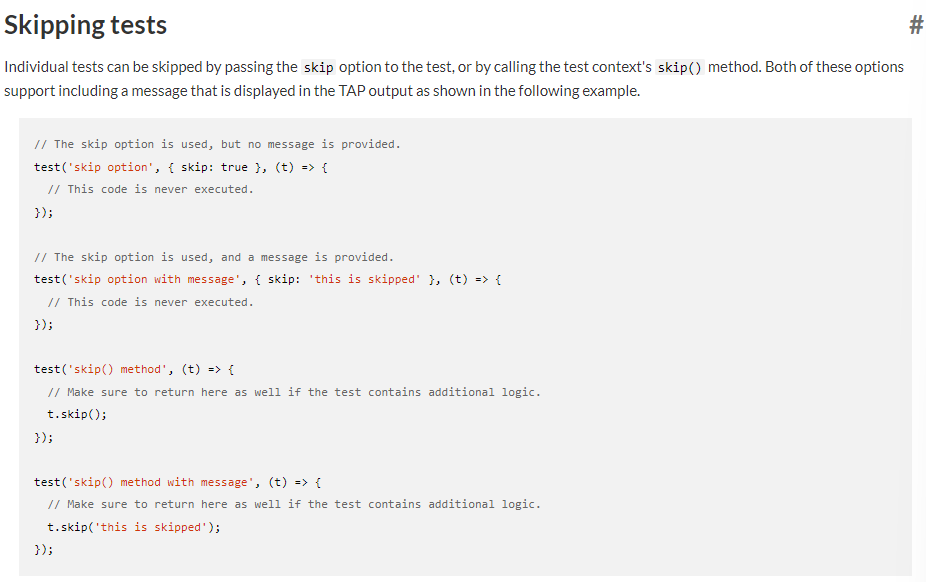 Skipping tests #
Individual tests can be skipped by passing the skip option to the test, or by calling the test context's skip() method. Both of these options
support including a message that is displayed in the TAP output as shown in the following example.
// The skip option is used, but no message is provided.
test('skip option', { skip: true }, (t) => {
  // This code is never executed.
});

// The skip option is used, and a message is provided.
test('skip option with message', { skip: 'this is skipped' }, (t) => {
  // This code is never executed.
});

test('skip() method', (t) => {
  // Make sure to return here as well if the test contains additional logic.
  t.skip();
});

test('skip() method with message', (t) => {
  // Make sure to return here as well if the test contains additional logic.
  t.skip('this is skipped');
});